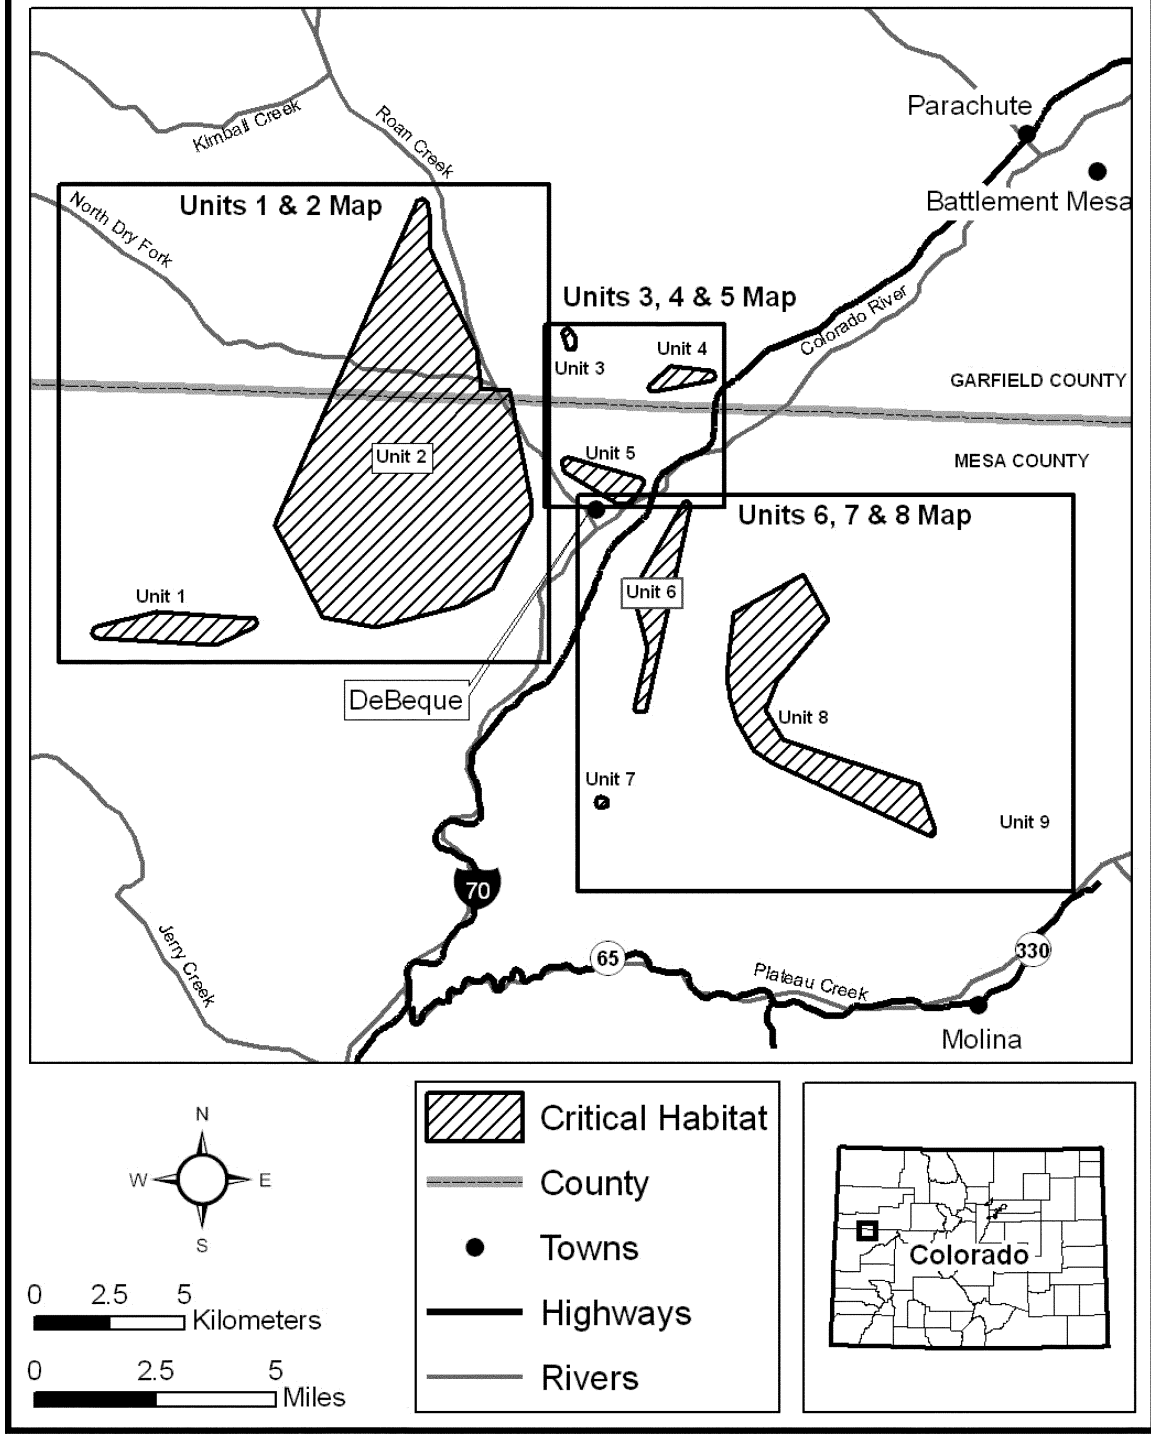 Kimball Creek
Roan Creek
Parachute
Battlement Mesa
Units 1 & 2 Map
North Dry Fork
Units 3, 4 & 5 Map
Colorado River
Unit 3
Unit 4
GARFIELD COUNTY
Unit 2
Unit 5
MESA COUNTY
Units 6, 7 & 8 Map
Unit 1
Unit 6
DeBeque
Unit 8
Unit 7
Unit 9
70
Jerry Creek
65
Plateau Creek
330
Molina
N
W E
S
0 2.5 5
Kilometers
0 2.5 5
Miles
Critical Habitat
County
Towns
Highways
Rivers
Colorado